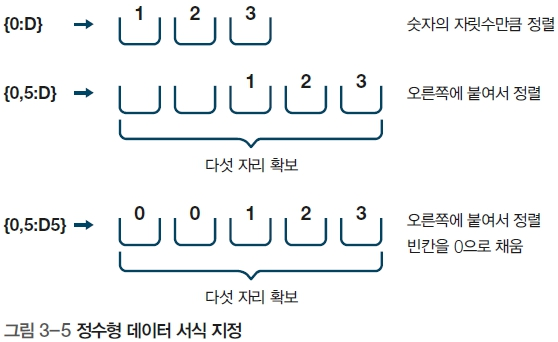 {0:D} 1 2 3 숫자의 자릿수만큼 정렬
{0,5:D} 1 2 3 오른쪽에 붙여서 정렬
다섯 자리 확보
{0,5:D5} 0 0 1 2 3 오른쪽에 붙여서 정렬
빈칸을 0으로 채움
다섯 자리 확보
그림 3-5 정수형 데이터 서식 지정